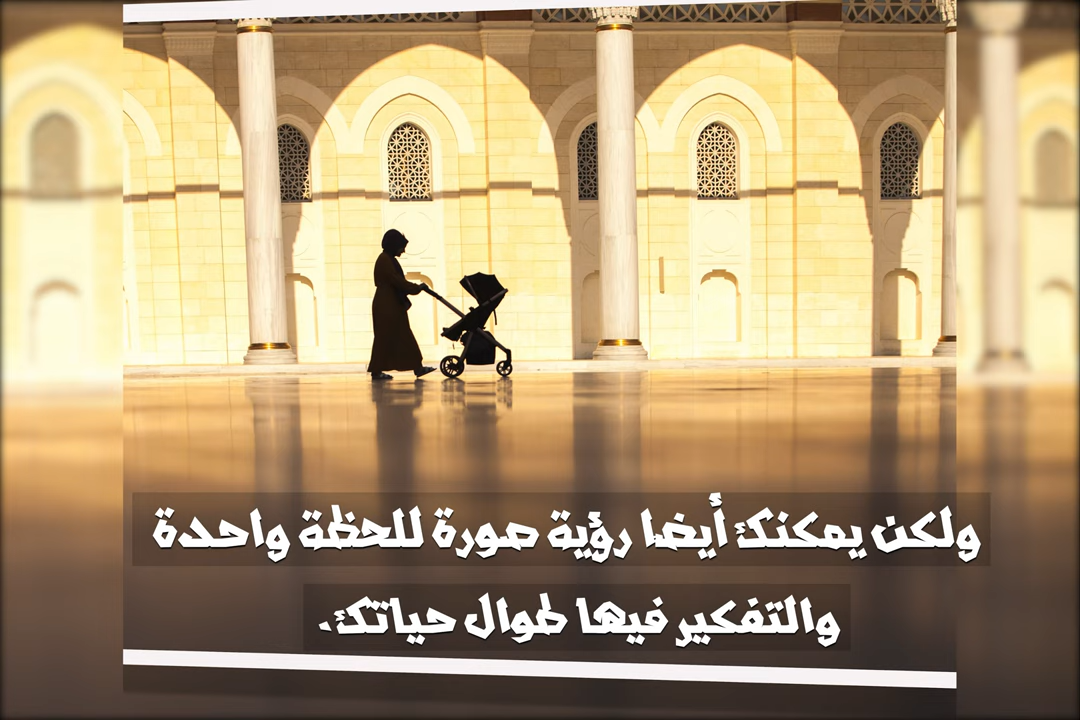 ولكن يمكنك أيضا رؤية صورة للحظة واحدة
والتفكير فيها طوال حياتك.